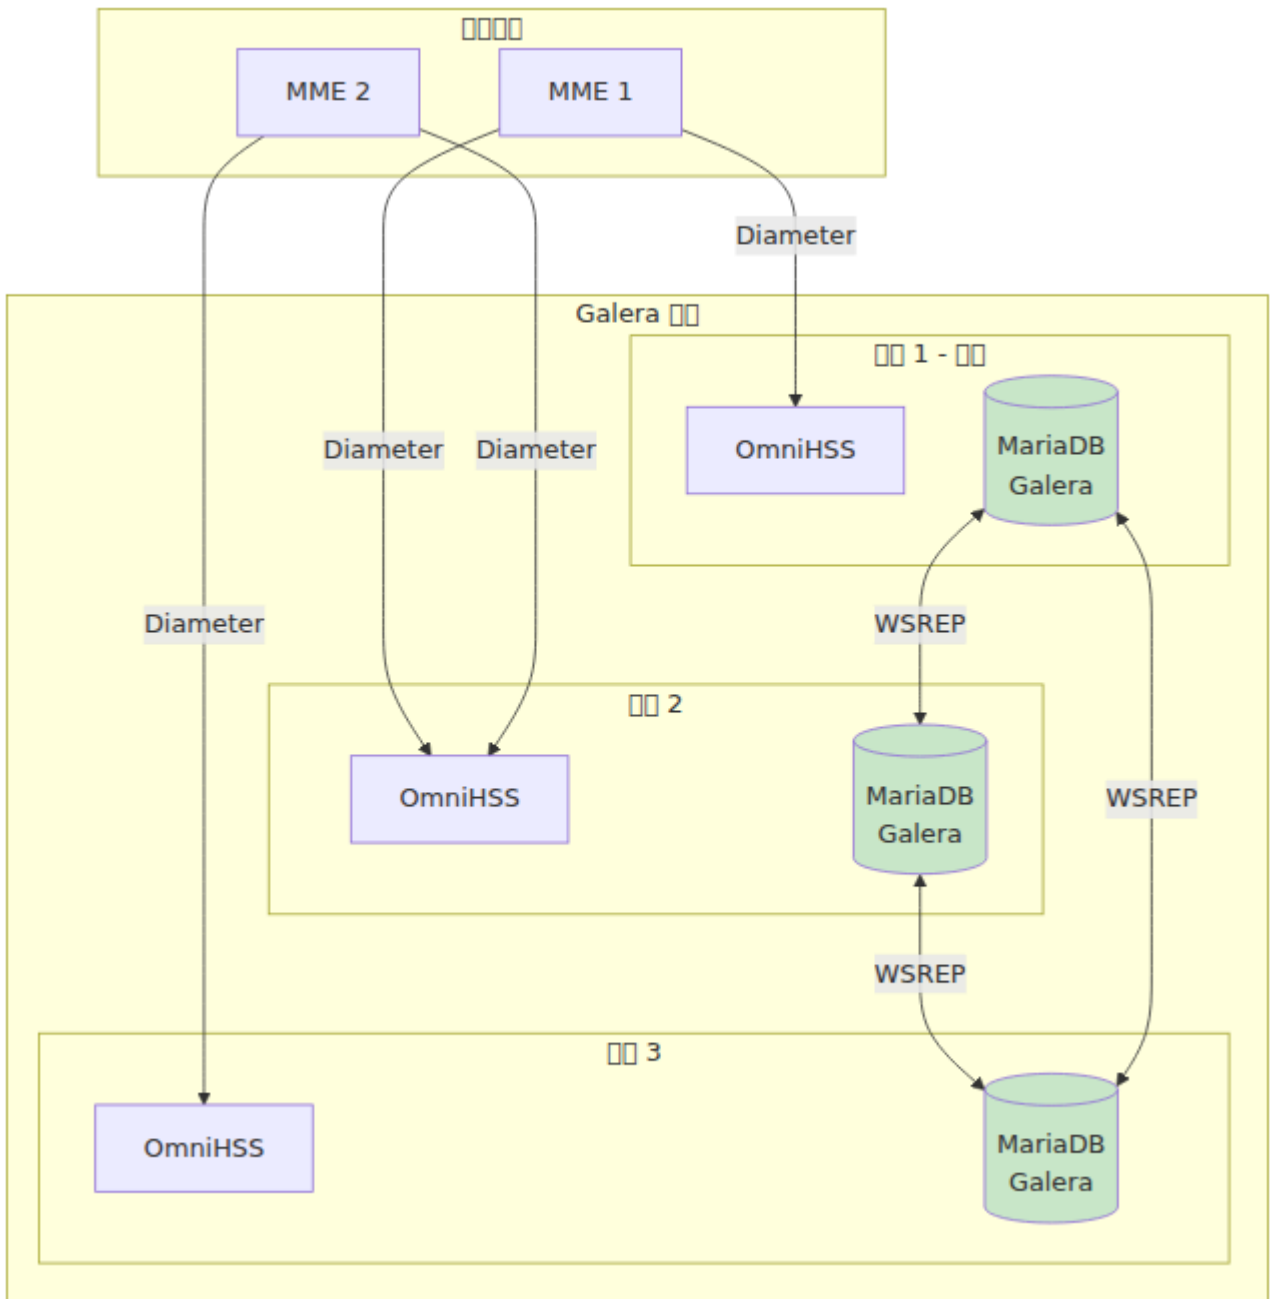 MME 2
MME 1
Diameter
Galera
1 -
OmniHSS
MariaDB
Galera
Diameter
Diameter
Diameter
WSREP
2
OmniHSS
MariaDB
Galera
WSREP
WSREP
3
OmniHSS
MariaDB
Galera